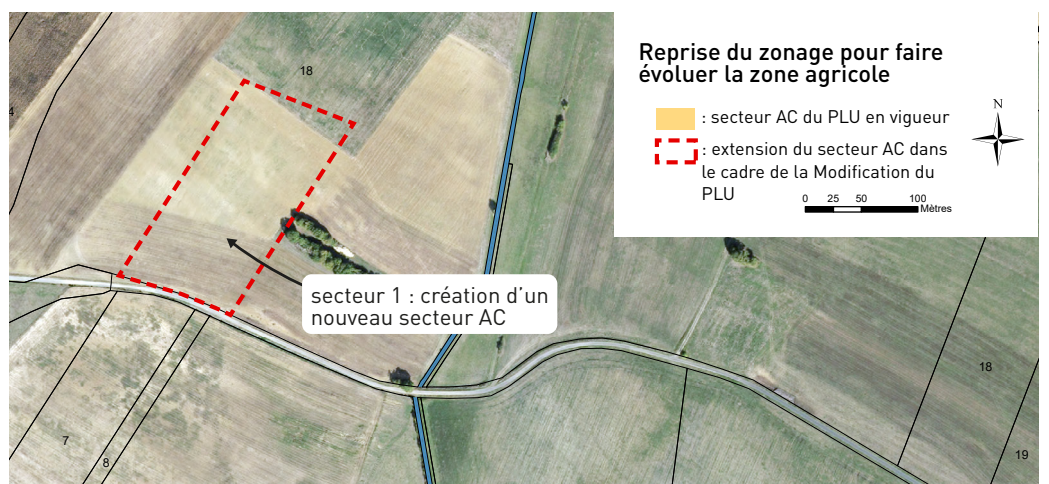 Reprise du zonage pour faire
évoluer la zone agricole
: secteur AC du PLU en vigueur
: extension du secteur AC dans
le cadre de la Modification du
PLU
N
0 25 50 100
Mètres
18
4
secteur 1 : création d'un
nouveau secteur AC
7
8
18
19